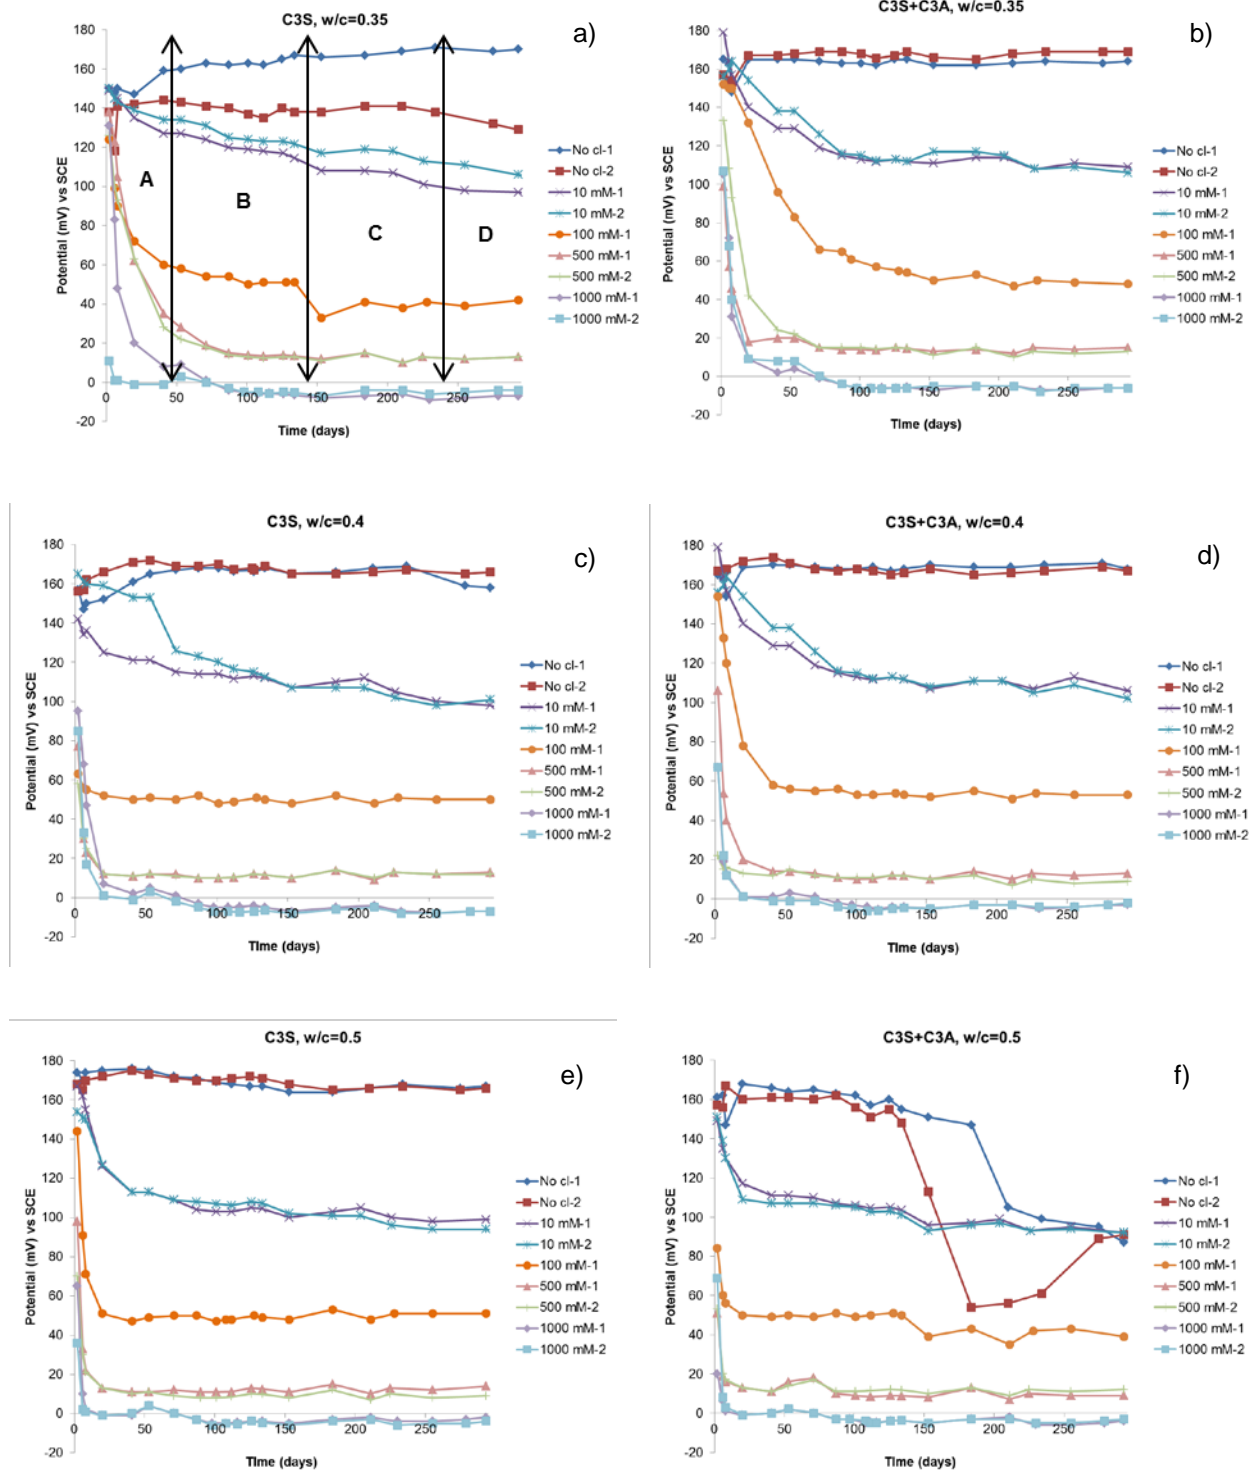 C3S, w/c=0.35
a)
180
160
140
120
100
80
60
40
20
0
-20
Potential (mV) vs SCE
0
50
100
150
200
250
Time (days)
A
B
C
D
No cl-1
No cl-2
10 mM-1
10 mM-2
100 mM-1
500 mM-1
500 mM-2
1000 mM-1
1000 mM-2
C3S+C3A, w/c=0.35
b)
180
160
140
120
100
80
60
40
20
0
-20
Potential (mV) vs SCE
0
50
100
150
200
250
TIme (days)
No cl-1
No cl-2
10 mM-1
10 mM-2
100 mM-1
500 mM-1
500 mM-2
1000 mM-1
1000 mM-2
C3S, w/c=0.4
c)
180
160
140
120
100
80
60
40
20
0
-20
Potential (mV) vs SCE
0
50
100
150
200
250
TIme (days)
No cl-1
No cl-2
10 mM-1
10 mM-2
100 mM-1
500 mM-1
500 mM-2
1000 mM-1
1000 mM-2
C3S+C3A, w/c=0.4
d)
180
160
140
120
100
80
60
40
20
0
-20
Potential (mV) vs SCE
0
50
100
150
200
250
TIme (days)
No cl-1
No cl-2
10 mM-1
10 mM-2
100 mM-1
500 mM-1
500 mM-2
1000 mM-1
1000 mM-2
C3S, w/c=0.5
e)
180
160
140
120
100
80
60
40
20
0
-20
Potential (mV) vs SCE
0
50
100
150
200
250
TIme (days)
No cl-1
No cl-2
10 mM-1
10 mM-2
100 mM-1
500 mM-1
500 mM-2
1000 mM-1
1000 mM-2
C3S+C3A, w/c=0.5
f)
180
160
140
120
100
80
60
40
20
0
-20
Potential (mV) vs SCE
0
50
100
150
200
250
TIme (days)
No cl-1
No cl-2
10 mM-1
10 mM-2
100 mM-1
500 mM-1
500 mM-2
1000 mM-1
1000 mM-2